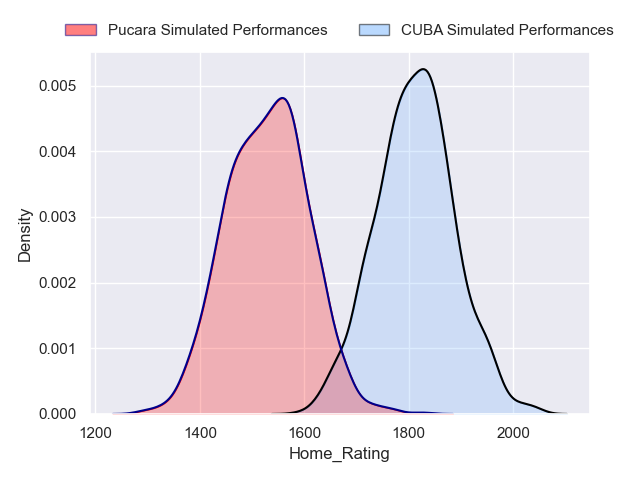 Pucara Simulated Performances CUBA Simulated Performances
0.005
0.004
0.003
0.002
0.001
0.000
Density
1200 1400 1600 1800 2000
Home_Rating